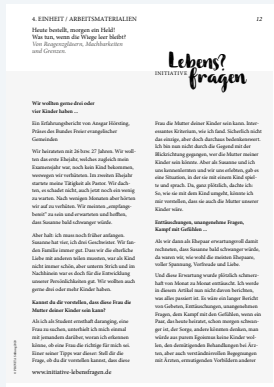 4. EINHEIT / ARBEITSMATERIALIEN
12
Heute bestellt, morgen ein Held!
Was tun, wenn die Wiege leer bleibt?
Von Reagenzgläsern, Machbarkeiten
und Grenzen.
INITIATIVE
Lebens?
fragen
Wir wollten gerne drei oder
vier Kinder haben ...
Ein Erfahrungsbericht von Ansgar Hörsting,
Präses des Bundes Freier evangelischer
Gemeinden
Wir heirateten mit 26 bzw. 27 Jahren. Wir woll-
ten das erste Ehejahr, welches zugleich mein
Examensjahr war, noch kein Kind bekommen,
weswegen wir verhüteten. Im zweiten Ehejahr
startete meine Tätigkeit als Pastor. Wir dach-
ten, es schadet nicht, auch jetzt noch ein wenig
zu warten. Nach wenigen Monaten aber hörten
wir auf zu verhüten. Wir meinten, „empfangs-
bereit" zu sein und erwarteten und hofften,
dass Susanne bald schwanger würde.
Aber halt: ich muss noch früher anfangen.
Susanne hat vier, ich drei Geschwister. Wir fan-
den Familie immer gut. Dass wir die elterliche
Liebe mit anderen teilen mussten, war als Kind
nicht immer schön, aber unterm Strich und im
Nachhinein war es doch für die Entwicklung
unserer Persönlichkeiten gut. Wir wollten auch
gerne drei oder mehr Kinder haben.
Kannst du dir vorstellen, dass diese Frau die
Mutter deiner Kinder sein kann?
Als ich als Student ernsthaft daranging, eine
Frau zu suchen, unterhielt ich mich einmal
mit jemandem darüber, woran ich erkennen
könne, ob eine Frau die richtige für mich sei.
Einer seiner Tipps war dieser: Stell dir die
Frage, ob du dir vorstellen kannst, dass diese
Frau die Mutter deiner Kinder sein kann. Inter-
essantes Kriterium, wie ich fand. Sicherlich nicht
das einzige, aber doch durchaus bedenkenswert.
Ich bin nun nicht durch die Gegend mit der
Blickrichtung gegangen, wer die Mutter meiner
Kinder sein könnte. Aber als Susanne und ich
uns kennenlernten und wir uns erlebten, gab es
eine Situation, in der sie mit einem Kind spiel-
te und sprach. Da, ganz plötzlich, dachte ich:
So, wie sie mit dem Kind umgeht, könnte ich
mir vorstellen, dass sie auch die Mutter unserer
Kinder wäre.
Enttäuschungen, unangenehme Fragen,
Kampf mit Gefühlen ...
Als wir dann als Ehepaar erwartungsvoll damit
rechneten, dass Susanne bald schwanger würde,
da waren wir, wie wohl die meisten Ehepaare,
voller Spannung, Vorfreude und Liebe.
Und diese Erwartung wurde plötzlich schmerz-
haft von Monat zu Monat enttäuscht. Ich werde
in diesem Artikel nun nicht davon berichten,
was alles passiert ist. Es wäre ein langer Bericht
von Gebeten, Enttäuschungen, unangenehmen
Fragen, dem Kampf mit den Gefühlen, wenn ein
Paar, das heute heiratet, schon morgen schwan-
ger ist, der Sorge, andere könnten denken, man
würde aus purem Egoismus keine Kinder wol-
len, den demütigenden Behandlungen bei Ärz-
ten, aber auch verständnisvollen Begegnungen
mit Ärzten, ermutigenden Vorbildern anderer
www.initiative-lebensfragen.de